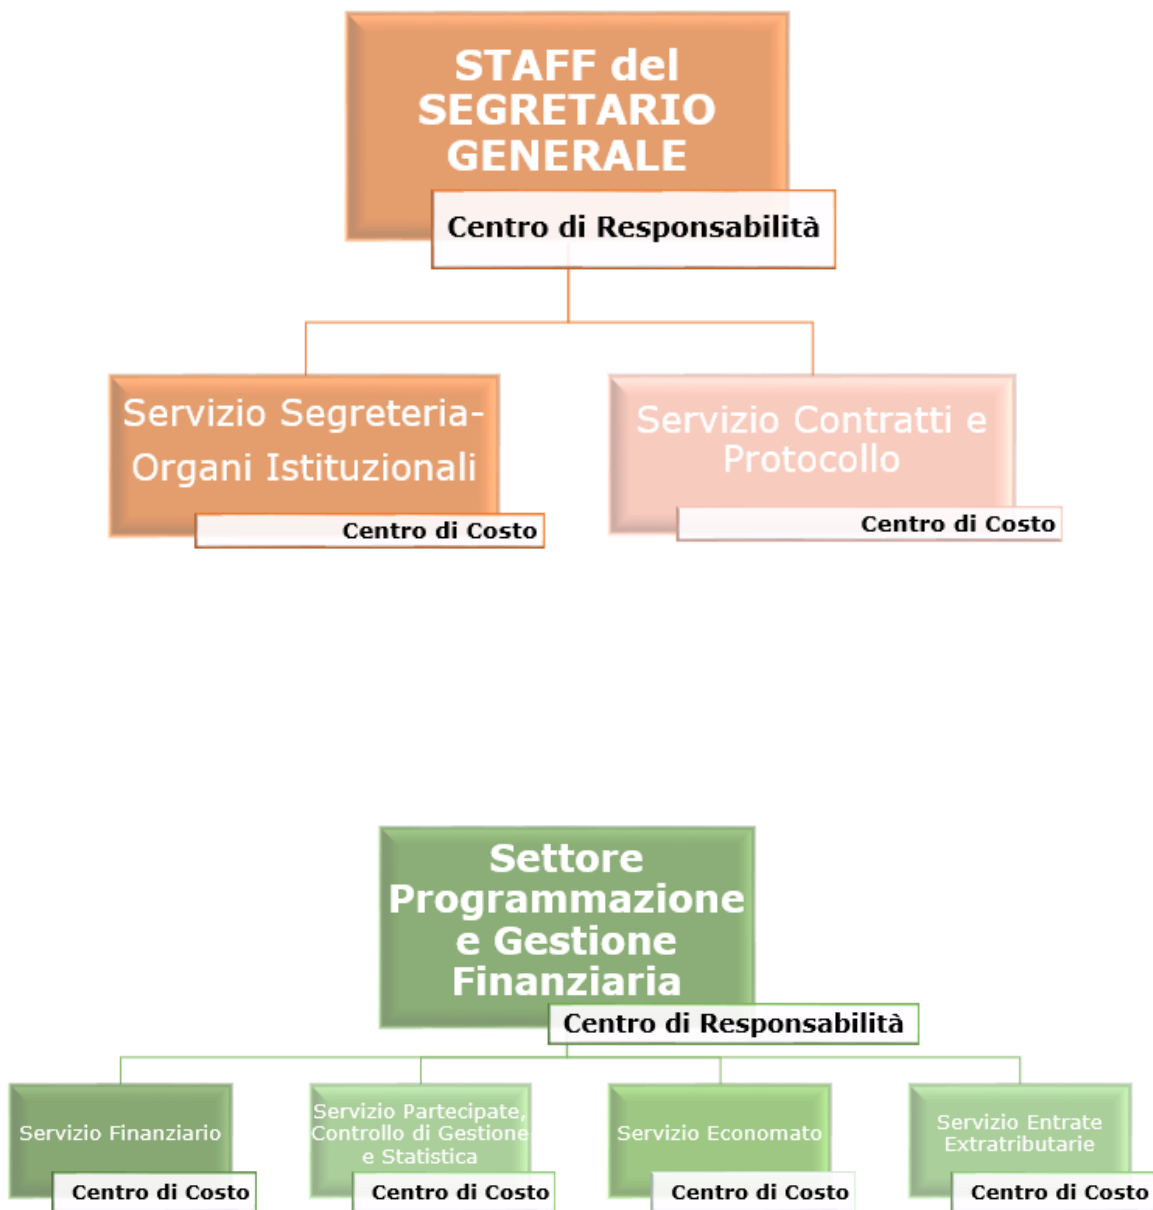 STAFF del
SEGRETARIO
GENERALE
Centro di Responsabilità
Servizio Segreteria-
Organi Istituzionali
Centro di Costo
Servizio Contratti e
Protocollo
Centro di Costo
Settore
Programmazione
e Gestione
Finanziaria
Centro di Responsabilità
Servizio Finanziario
Centro di Costo
Servizio Partecipate,
Controllo di Gestione
e Statistica
Centro di Costo
Servizio Economato
Centro di Costo
Servizio Entrate
Extratributarie
Centro di Costo